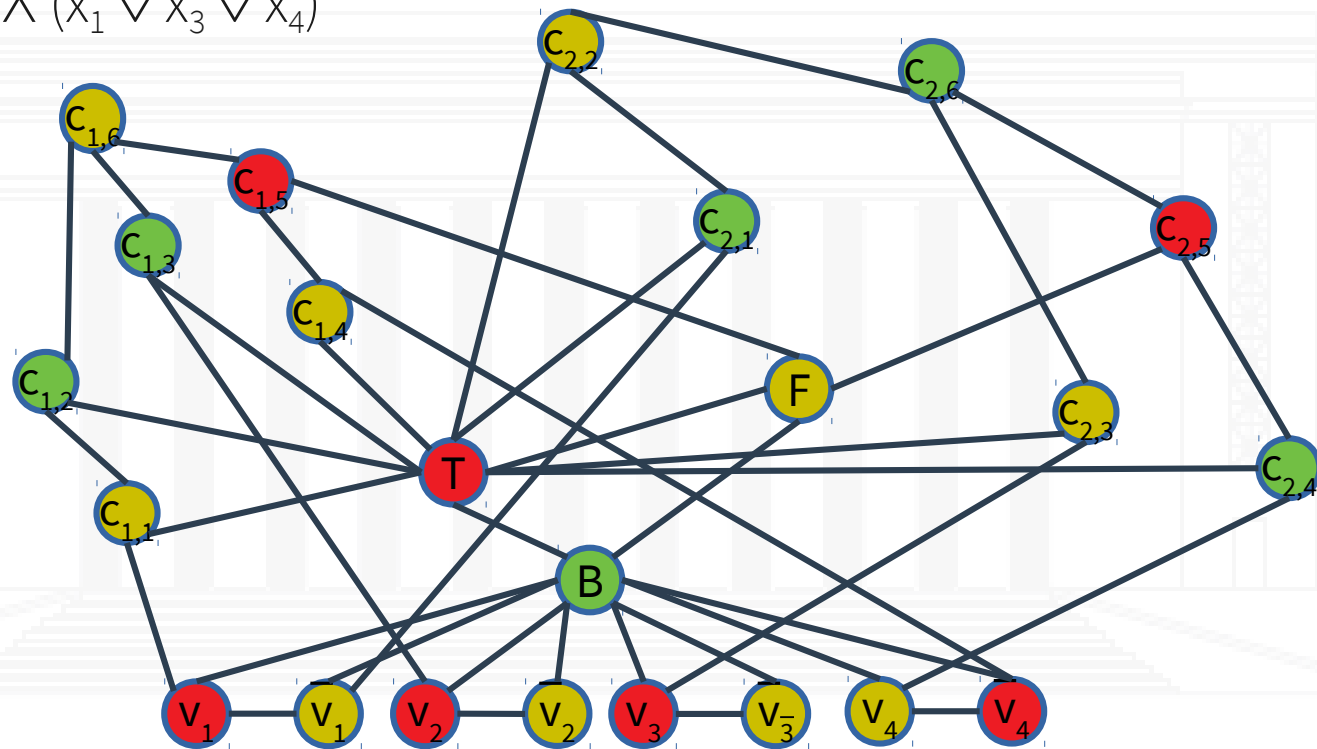 ∧ (x₁ ∨ x₃ ∨ x₄)
C₂,₂
C₂,₆
C₁,₆
C₁,₅
C₂,₁
C₂,₅
C₁,₃
C₁,₄
C₁,₂
F
C₂,₃
T
C₂,₄
C₁,₁
B
v₁ v̄₁ v₂ v̄₂ v₃ v̄₃ v₄ v̄₄